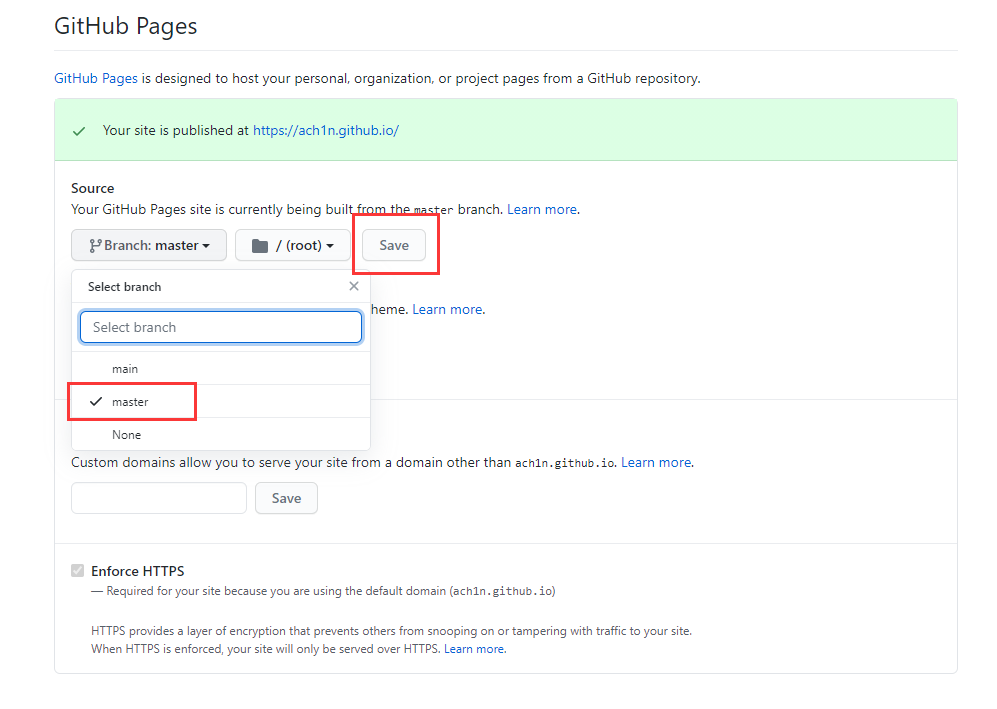 GitHub Pages
GitHub Pages is designed to host your personal, organization, or project pages from a GitHub repository.
Your site is published at https://ach1n.github.io/
Source
Your GitHub Pages site is currently being built from the master branch. Learn more.
Branch: master / (root) Save
Select branch
heme. Learn more.
Select branch
main
master
None
Custom domains allow you to serve your site from a domain other than ach1n.github.io. Learn more.
Save
Enforce HTTPS
— Required for your site because you are using the default domain (ach1n.github.io)
HTTPS provides a layer of encryption that prevents others from snooping on or tampering with traffic to your site.
When HTTPS is enforced, your site will only be served over HTTPS. Learn more.